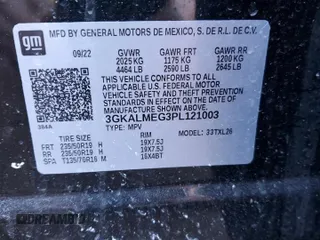 gm
MFD BY GENERAL MOTORS DE MEXICO, S. DE R.L. DE C.V.
09/22 GVWR GAWR FRT GAWR RR
2025 KG 1175 KG 1200 KG
4464 LB 2590 LB 2645 LB
THIS VEHICLE CONFORMS TO ALL
APPLICABLE U.S. FEDERAL MOTOR
VEHICLE SAFETY, BUMPER, AND THEFT
PREVENTION STANDARDS IN EFFECT ON
THE DATE OF MANUFACTURE SHOWN ABOVE.
3GKALMEG3PL121003
TYPE: MPV MODEL: 33TXL26
TIRE RIM
FRT 235/50R19 H 19X7.5J
RR 235/50R19 H 19X7.5J
SPA T135/70R16 M 16X4BT